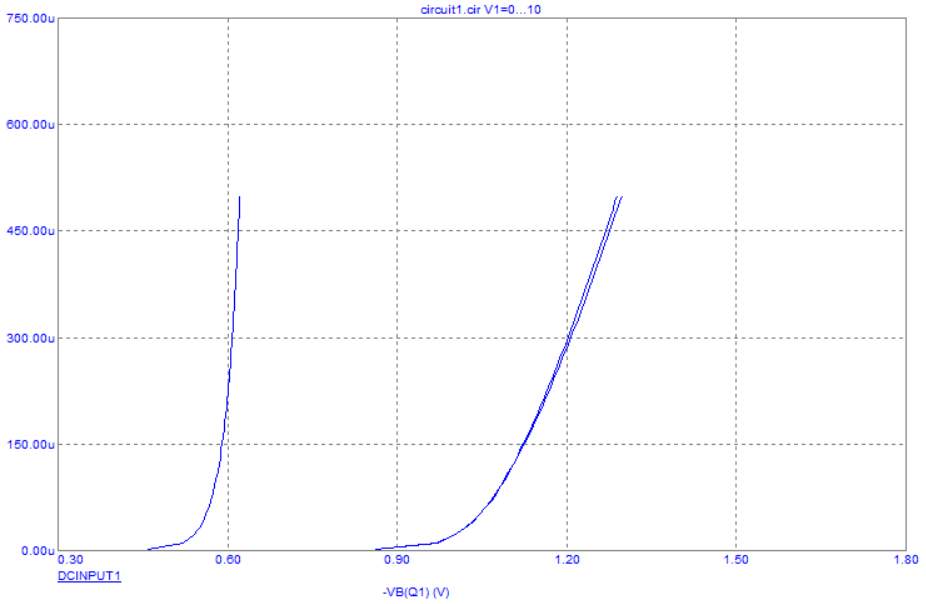 circuit1.cir V1=0...10
750.00u
600.00u
450.00u
300.00u
150.00u
0.00u
0.30 0.60 0.90 1.20 1.50 1.80
DCINPUT1
-VB(Q1) (V)